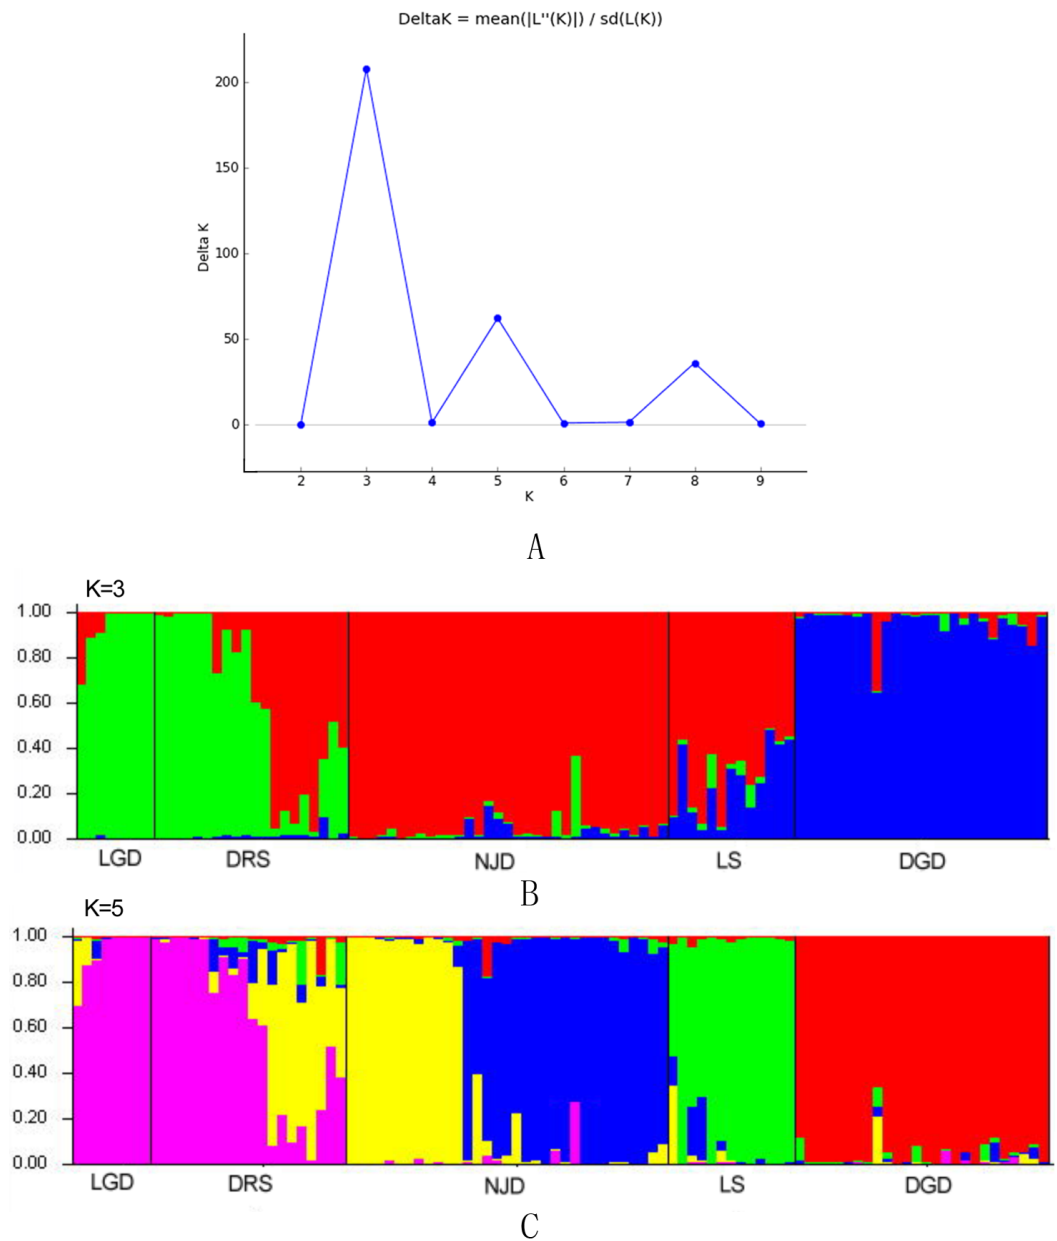 DeltaK = mean(|L''(K)|) / sd(L(K))
200
150
100
50
0
Delta K
2 3 4 5 6 7 8 9
K
A
K=3
1.00
0.80
0.60
0.40
0.20
0.00
LGD DRS NJD LS DGD
B
K=5
1.00
0.80
0.60
0.40
0.20
0.00
LGD DRS NJD LS DGD
C